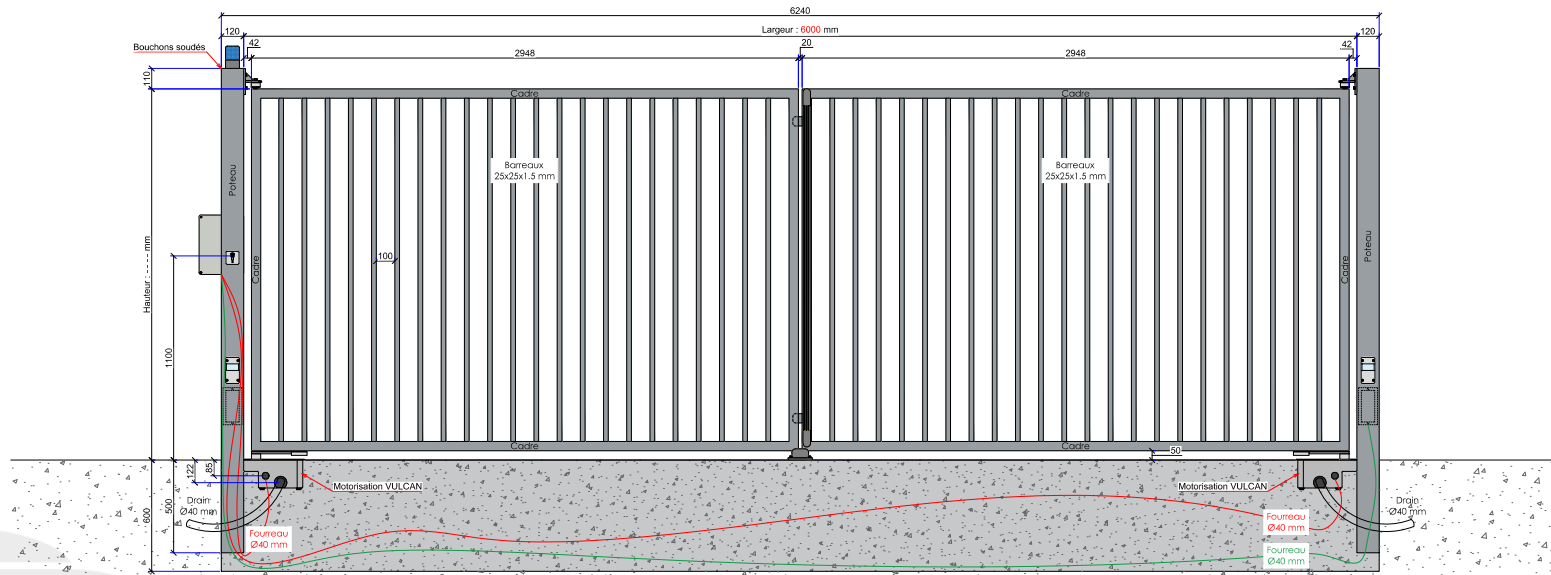 6240
120
Largeur : 6000 mm
120
Bouchons soudés
42
20
42
2948
2948
110
Cadre
Cadre
Poteau
Barreaux
25x25x1.5 mm
Barreaux
25x25x1.5 mm
Poteau
Hauteur : ----- mm
100
Cadre
Cadre
1100
Cadre
Cadre
50
122
85
Motorisation VULCAN
Motorisation VULCAN
600
500
Drain
Ø40 mm
Drain
Ø40 mm
Fourreau
Ø40 mm
Fourreau
Ø40 mm
Fourreau
Ø40 mm